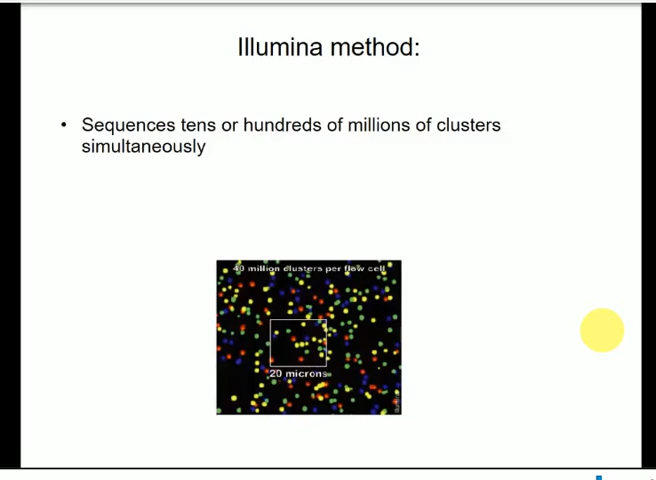 Illumina method:
• Sequences tens or hundreds of millions of clusters
simultaneously
40 million clusters per flow cell
20 microns